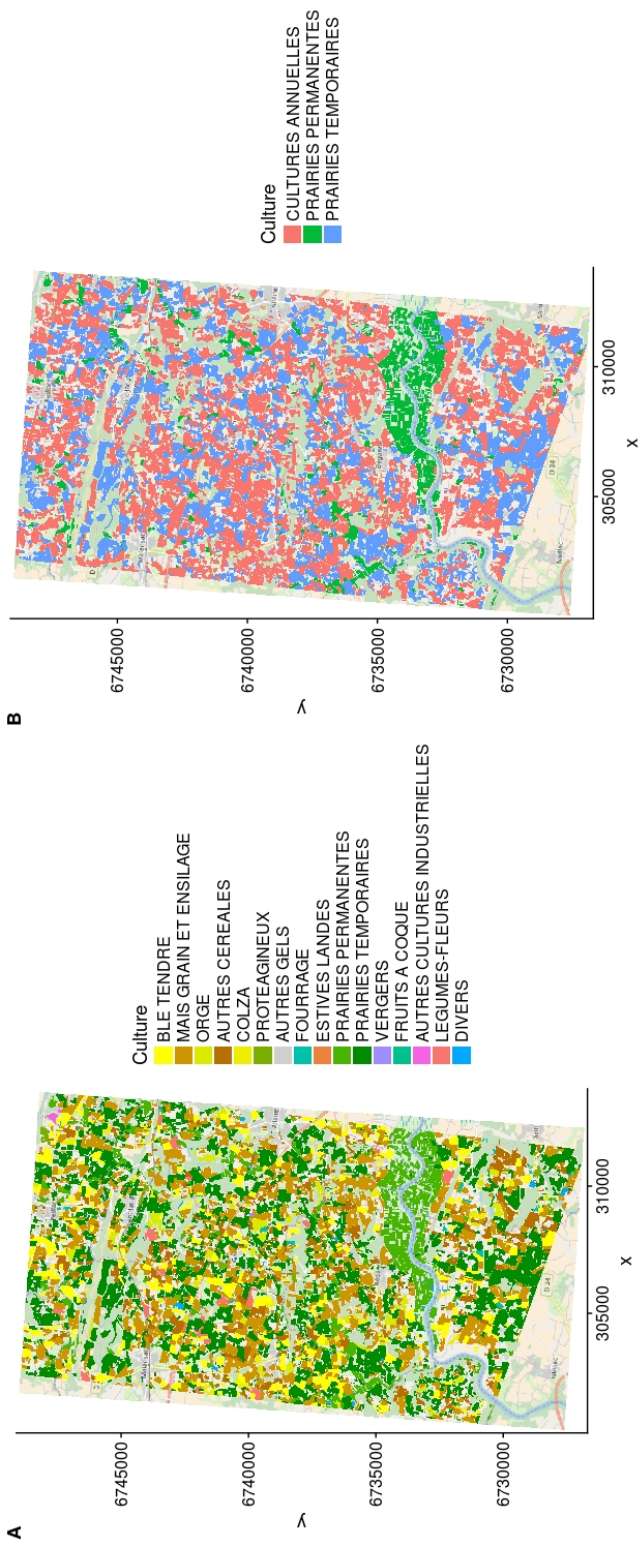 A
y
6745000
6740000
6735000
6730000
305000
310000
x
Culture
BLE TENDRE
MAIS GRAIN ET ENSILAGE
ORGE
AUTRES CEREALES
COLZA
PROTEAGINEUX
AUTRES GELS
FOURRAGE
ESTIVES LANDES
PRAIRIES PERMANENTES
PRAIRIES TEMPORAIRES
VERGERS
FRUITS A COQUE
AUTRES CULTURES INDUSTRIELLES
LEGUMES-FLEURS
DIVERS
D 34
B
y
6745000
6740000
6735000
6730000
305000
310000
x
Culture
CULTURES ANNUELLES
PRAIRIES PERMANENTES
PRAIRIES TEMPORAIRES
D 34